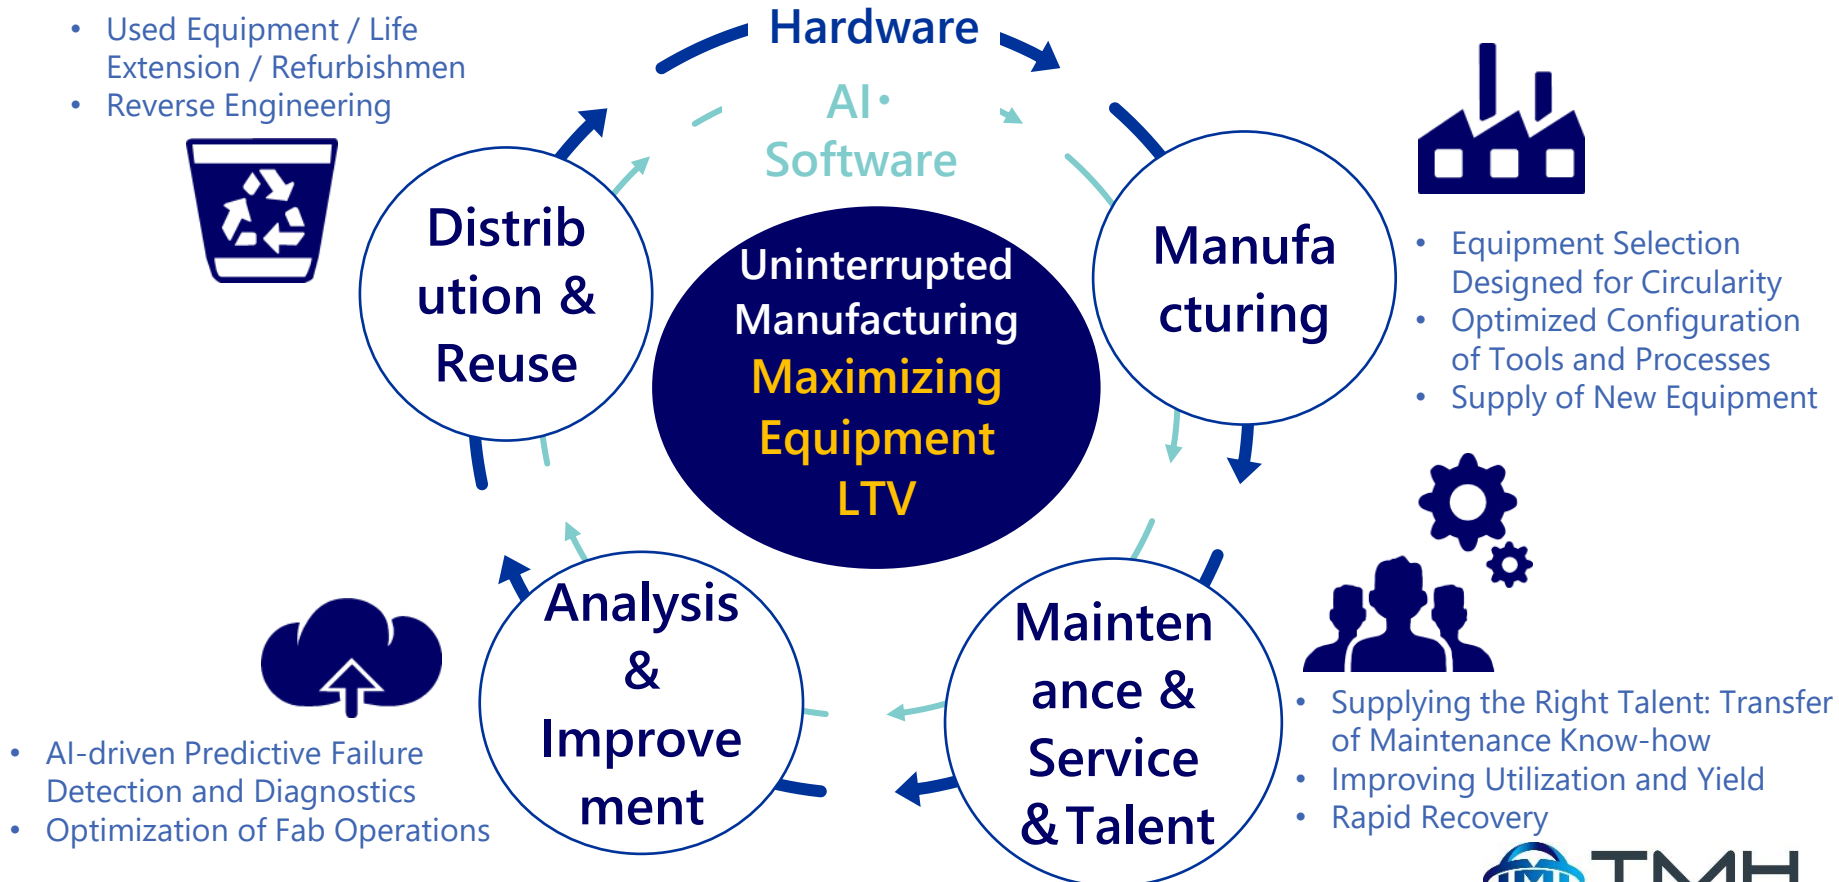 • Used Equipment / Life
Extension / Refurbishmen
• Reverse Engineering
Hardware
AI・
Software
Distrib
ution &
Reuse
Uninterrupted
Manufacturing
Maximizing
Equipment
LTV
Manufa
cturing
• Equipment Selection
Designed for Circularity
• Optimized Configuration
of Tools and Processes
• Supply of New Equipment
Analysis
&
Improve
ment
Mainten
ance &
Service
& Talent
• AI-driven Predictive Failure
Detection and Diagnostics
• Optimization of Fab Operations
• Supplying the Right Talent: Transfer
of Maintenance Know-how
• Improving Utilization and Yield
• Rapid Recovery
TMH